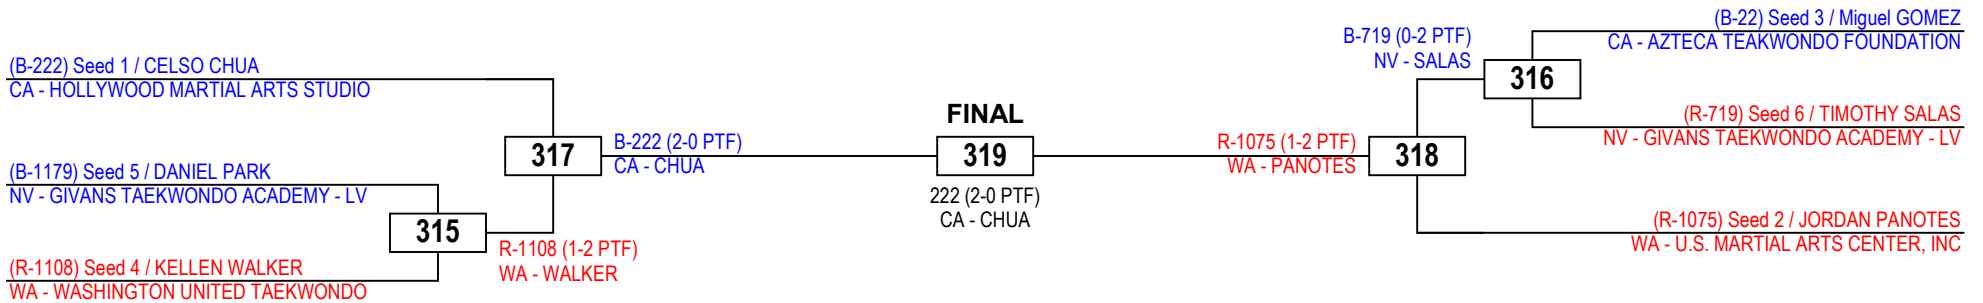 (B-222) Seed 1 / CELSO CHUA
CA - HOLLYWOOD MARTIAL ARTS STUDIO
(B-1179) Seed 5 / DANIEL PARK
NV - GIVANS TAEKWONDO ACADEMY - LV
(R-1108) Seed 4 / KELLEN WALKER
WA - WASHINGTON UNITED TAEKWONDO
315
R-1108 (1-2 PTF)
WA - WALKER
317
B-222 (2-0 PTF)
CA - CHUA
FINAL
319
222 (2-0 PTF)
CA - CHUA
R-1075 (1-2 PTF)
WA - PANOTES
318
B-719 (0-2 PTF)
NV - SALAS
316
(B-22) Seed 3 / Miguel GOMEZ
CA - AZTECA TEAKWONDO FOUNDATION
(R-719) Seed 6 / TIMOTHY SALAS
NV - GIVANS TAEKWONDO ACADEMY - LV
(R-1075) Seed 2 / JORDAN PANOTES
WA - U.S. MARTIAL ARTS CENTER, INC